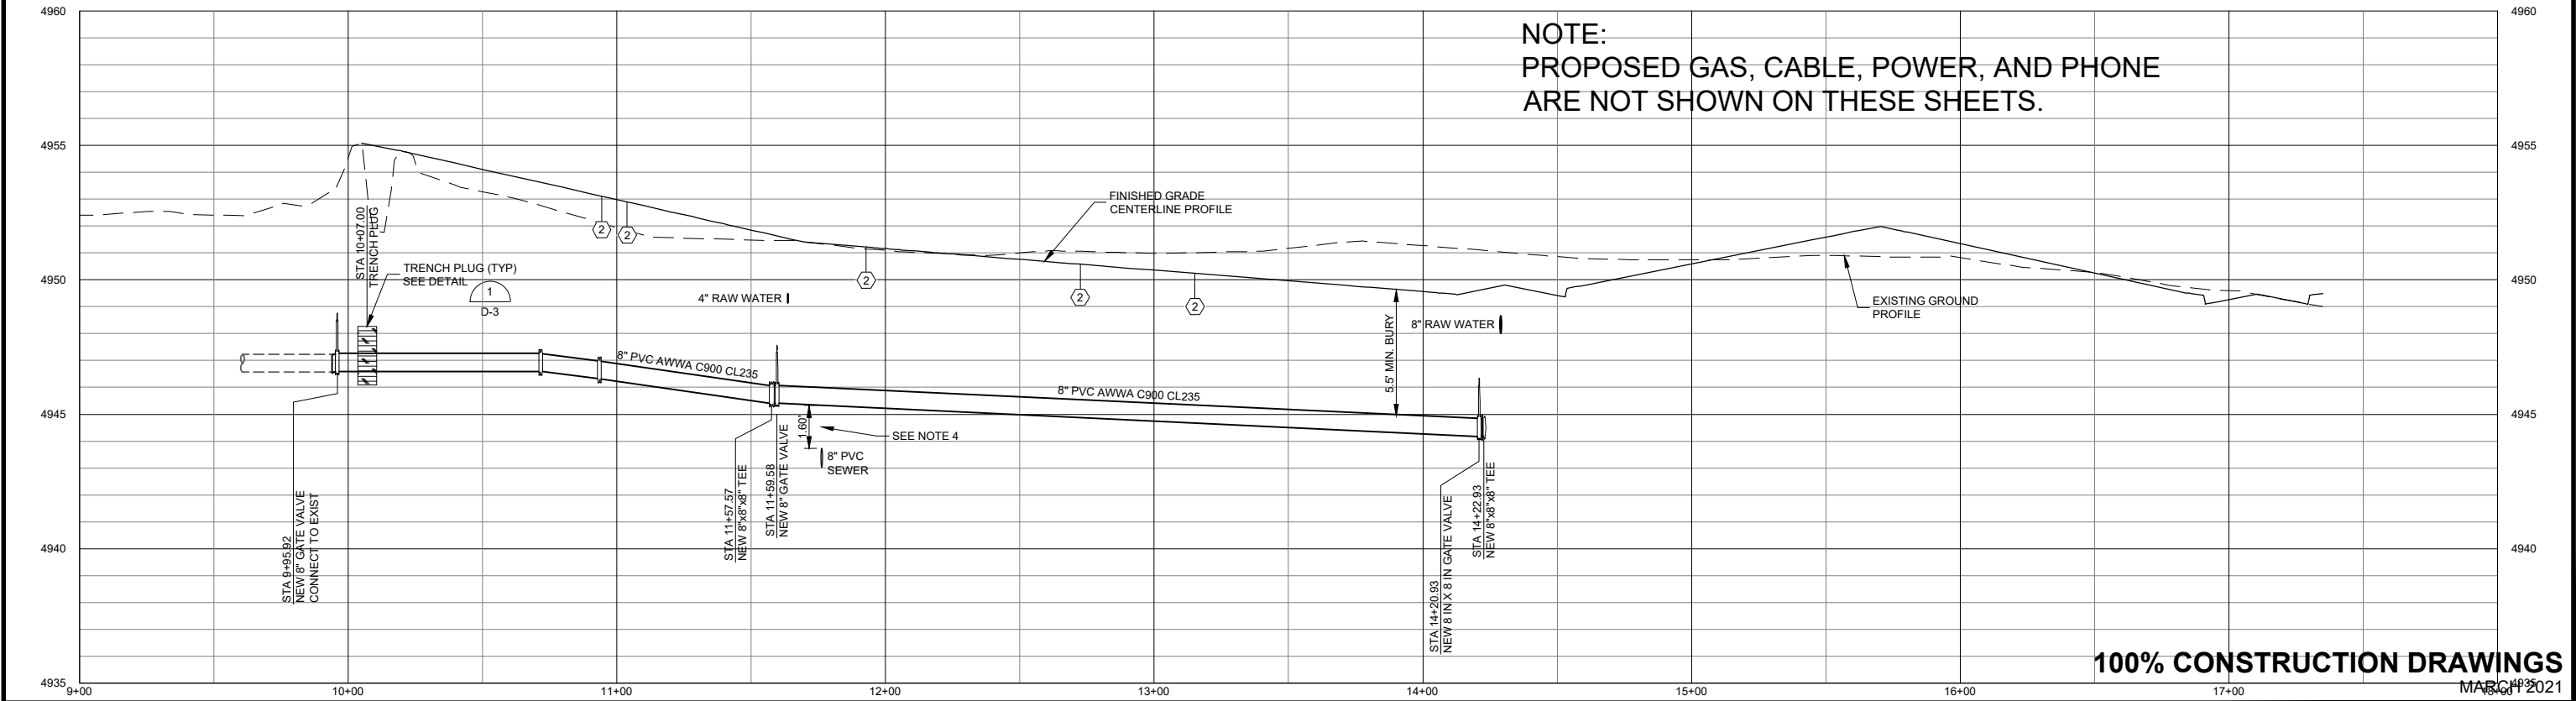 4960
4960
NOTE:
PROPOSED GAS, CABLE, POWER, AND PHONE
ARE NOT SHOWN ON THESE SHEETS.
4955
4955
FINISHED GRADE
CENTERLINE PROFILE
STA 10+07.00
TRENCH PLUG
2
2
TRENCH PLUG (TYP)
SEE DETAIL
1
D-3
4950
4950
2
2
2
4" RAW WATER
EXISTING GROUND
PROFILE
8" RAW WATER
5.5' MIN. BURY
8" PVC AWWA C900 CL235
8" PVC AWWA C900 CL235
4945
4945
1.60'
SEE NOTE 4
8" PVC
SEWER
STA 9+95.92
NEW 8" GATE VALVE
CONNECT TO EXIST
STA 11+57.57
NEW 8"x8"x8" TEE
STA 11+59.58
NEW 8" GATE VALVE
STA 14+20.93
NEW 8 IN X 8 IN GATE VALVE
STA 14+22.93
NEW 8"x8"x8" TEE
4940
4940
100% CONSTRUCTION DRAWINGS
MARCH 2021
4935
4935
9+00
10+00
11+00
12+00
13+00
14+00
15+00
16+00
17+00
18+00